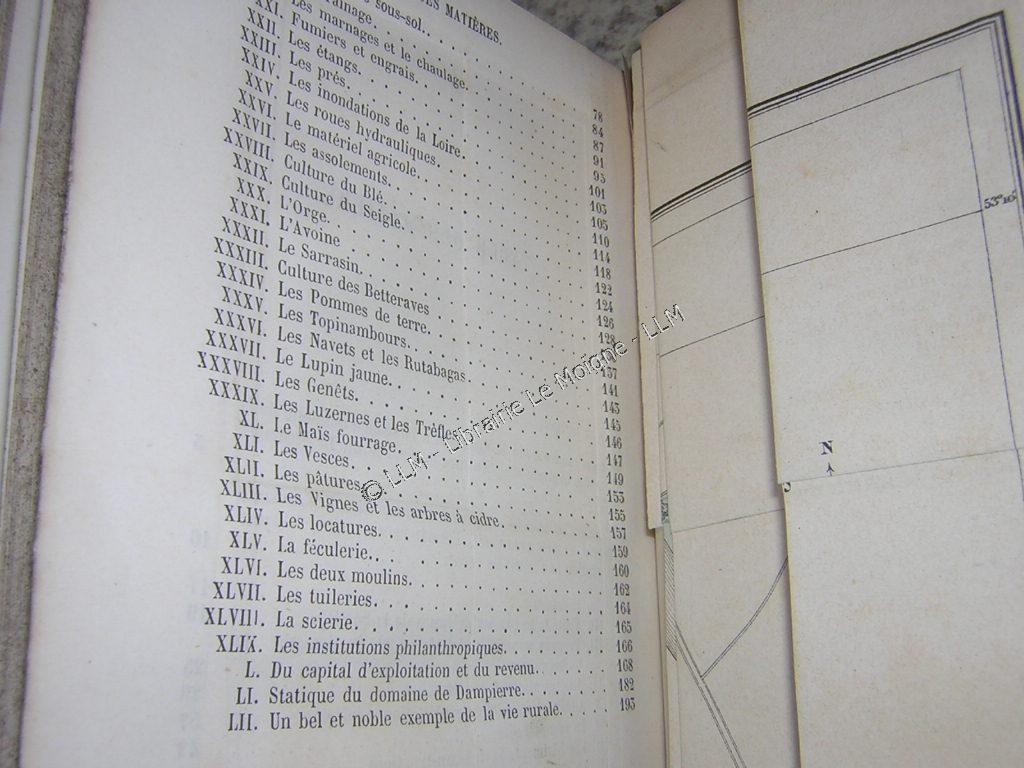 MATIÈRES.
sous-sol.
78
Les marnages et le chaulage. 84
XXI. Fumiers et engrais. 87
XXII. Les étangs. 91
XXIII. Les prés. 95
XXIV. Les inondations de la Loire. 101
XXV. Les roues hydrauliques. 103
XXVI. Le matériel agricole. 105
XXVII. Les assolements. 110
XXVIII. Culture du Blé. 114
XXIX. Culture du Seigle. 118
XXX. L'Orge. 122
XXXI. L'Avoine 124
XXXII. Le Sarrasin. 126
XXXIII. Culture des Betteraves 128
XXXIV. Les Pommes de terre. 137
XXXV. Les Topinambours. 141
XXXVI. Les Navets et les Rutabagas 143
XXXVII. Le Lupin jaune. 145
XXXVIII. Les Genêts. 146
XXXIX. Les Luzernes et les Trèfles. 147
XL. Le Maïs fourrage. 149
XLI. Les Vesces 153
XLII. Les pâtures. 155
XLIII. Les Vignes et les arbres à cidre 157
XLIV. Les locatures. 159
XLV. La féculerie. 160
XLVI. Les deux moulins. 162
XLVII. Les tuileries. 164
XLVIII. La scierie. 165
XLIX. Les institutions philanthropiques. 166
L. Du capital d'exploitation et du revenu. 168
LI. Statique du domaine de Dampierre. 182
LII. Un bel et noble exemple de la vie rurale. 193
N
© LLM - Librairie Le Moigne - LLM